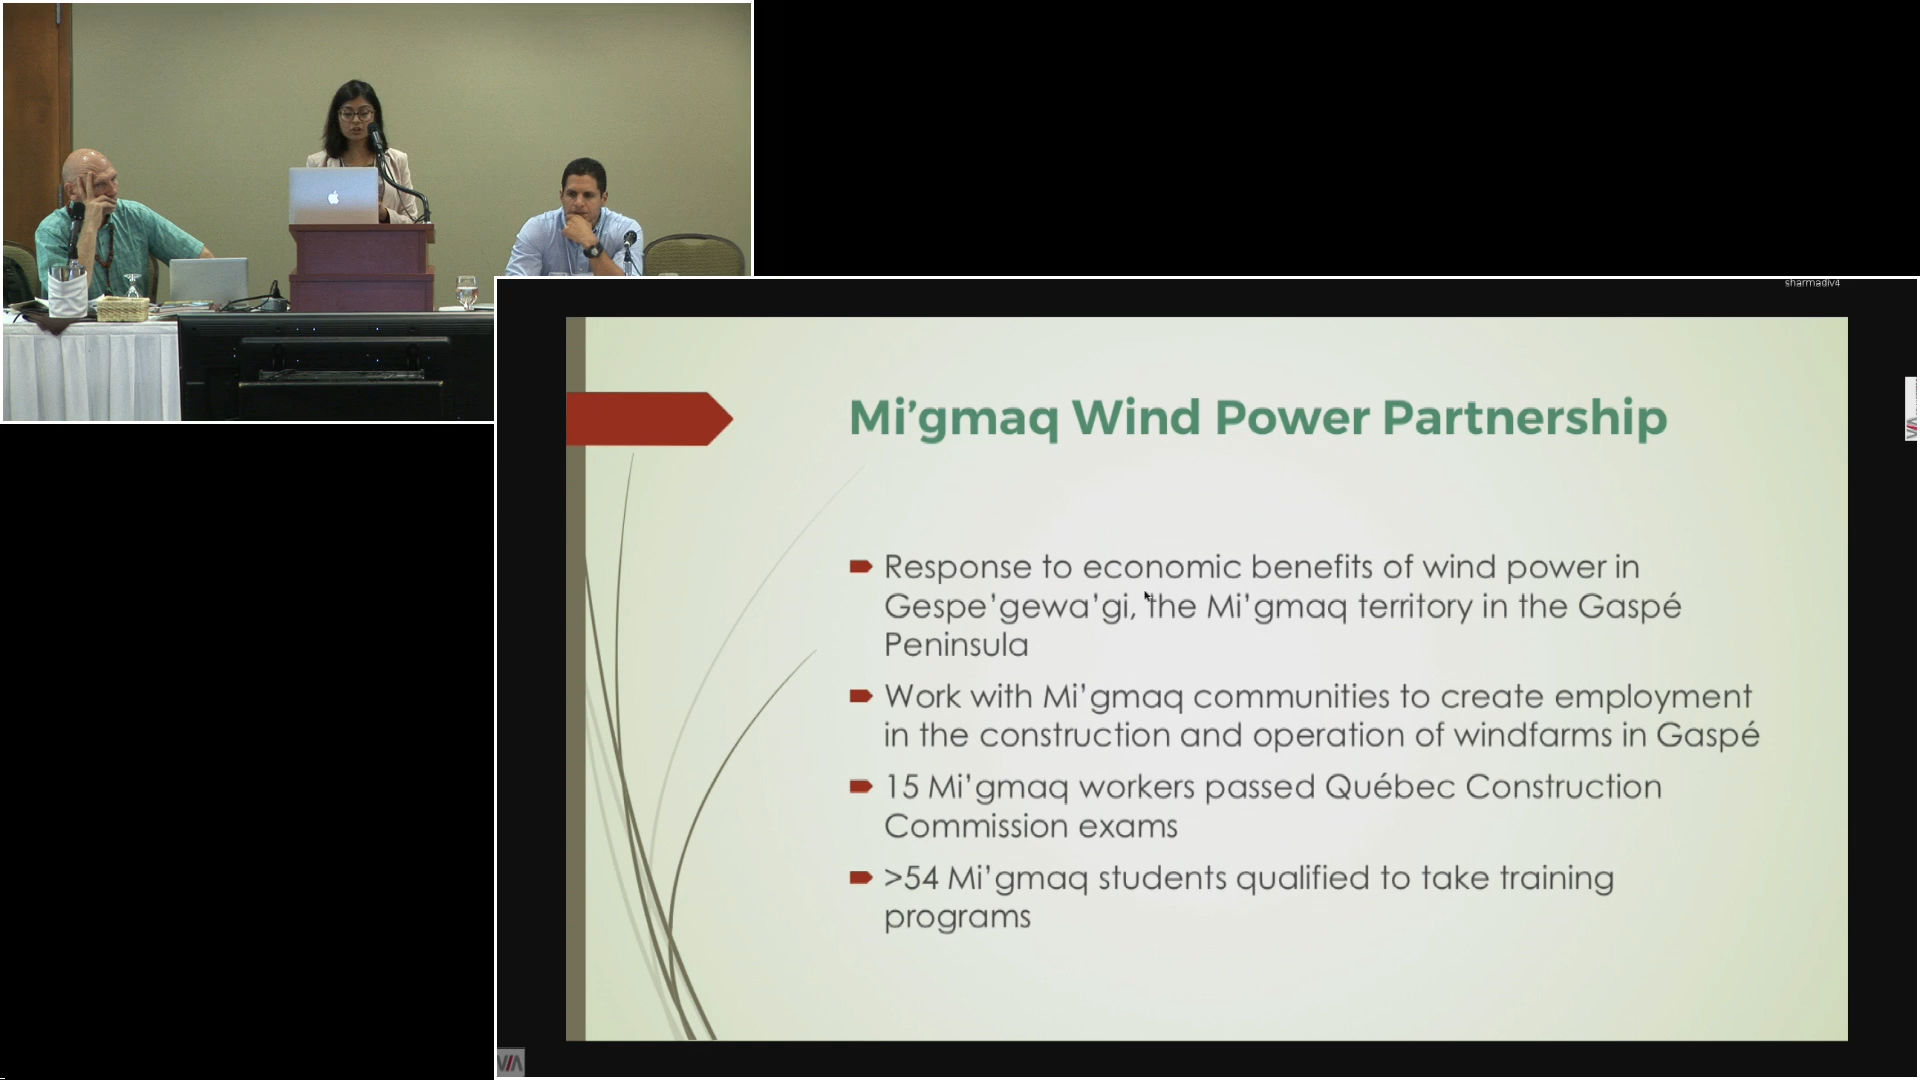 sharmadiv4
Mi’gmaq Wind Power Partnership
Response to economic benefits of wind power in
Gespe’gewa’gi, the Mi’gmaq territory in the Gaspé
Peninsula
Work with Mi’gmaq communities to create employment
in the construction and operation of windfarms in Gaspé
15 Mi’gmaq workers passed Québec Construction
Commission exams
>54 Mi’gmaq students qualified to take training
programs
VIA